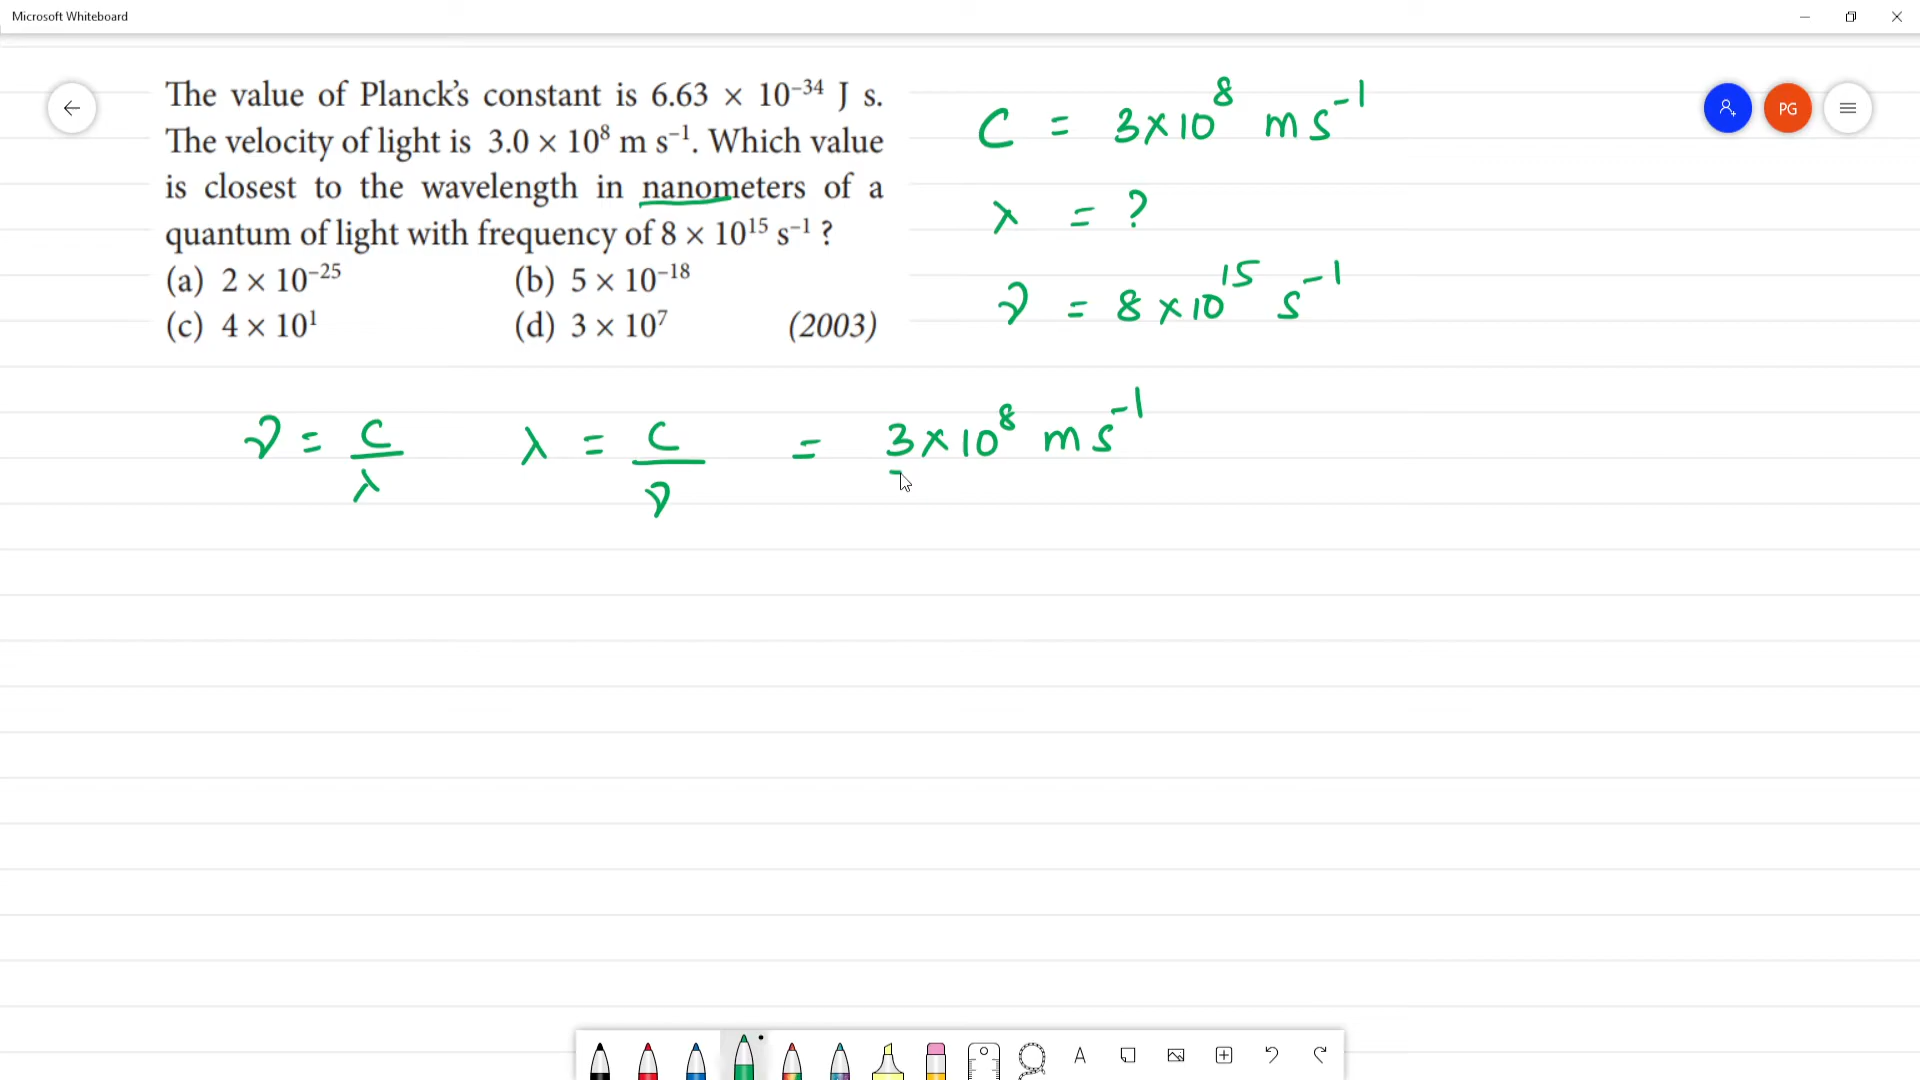 Microsoft Whiteboard
The value of Planck's constant is 6.63 × 10⁻³⁴ J s.
The velocity of light is 3.0 × 10⁸ m s⁻¹. Which value
is closest to the wavelength in nanometers of a
quantum of light with frequency of 8 × 10¹⁵ s⁻¹ ?
(a) 2 × 10⁻²⁵ (b) 5 × 10⁻¹⁸
(c) 4 × 10¹ (d) 3 × 10⁷ (2003)
C = 3×10⁸ m s⁻¹
λ = ?
ν = 8 × 10¹⁵ s⁻¹
PG
ν = C/λ λ = C/ν = 3×10⁸ m s⁻¹
A